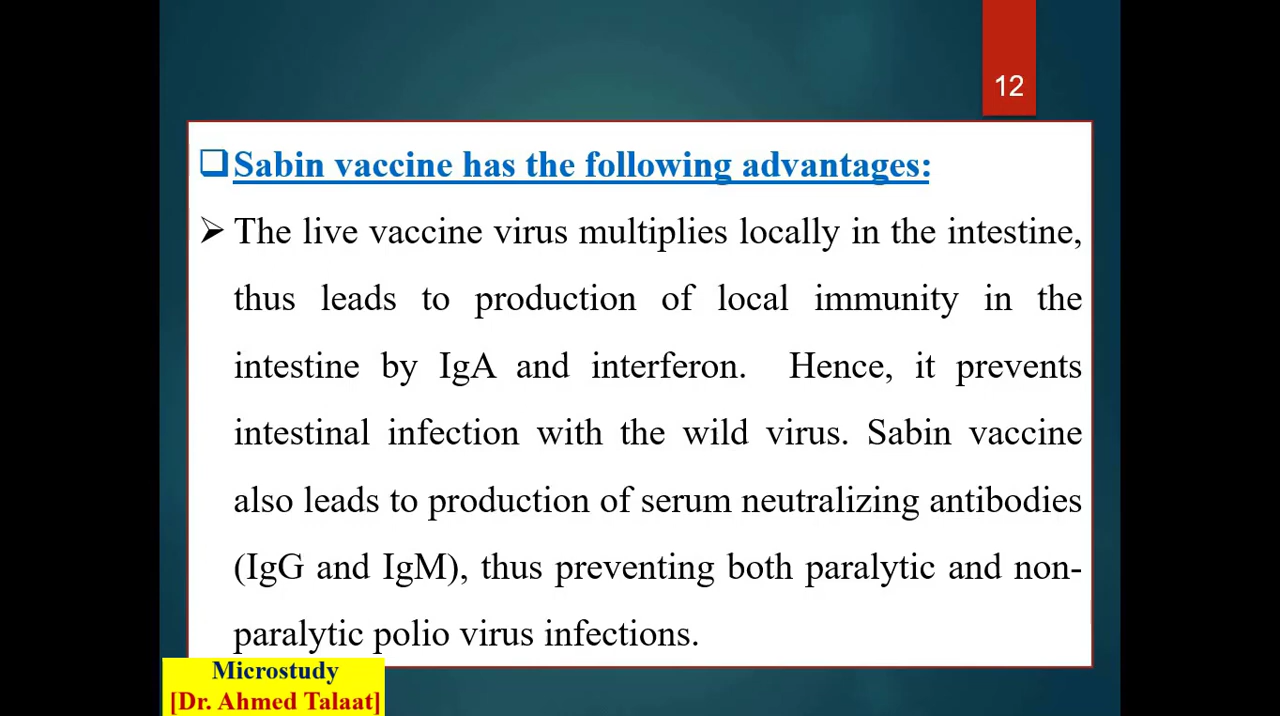 12
Sabin vaccine has the following advantages:
The live vaccine virus multiplies locally in the intestine,
thus leads to production of local immunity in the
intestine by IgA and interferon. Hence, it prevents
intestinal infection with the wild virus. Sabin vaccine
also leads to production of serum neutralizing antibodies
(IgG and IgM), thus preventing both paralytic and non-
paralytic polio virus infections.
Microstudy
[Dr. Ahmed Talaat]